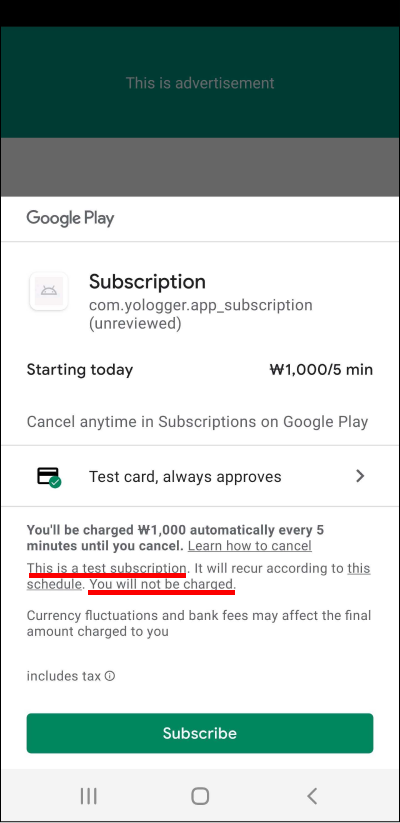 This is advertisement
Google Play
Subscription
com.yologger.app_subscription
(unreviewed)
Starting today ₩1,000/5 min
Cancel anytime in Subscriptions on Google Play
Test card, always approves
You'll be charged ₩1,000 automatically every 5
minutes until you cancel. Learn how to cancel
This is a test subscription. It will recur according to this
schedule. You will not be charged.
Currency fluctuations and bank fees may affect the final
amount charged to you
includes tax
Subscribe